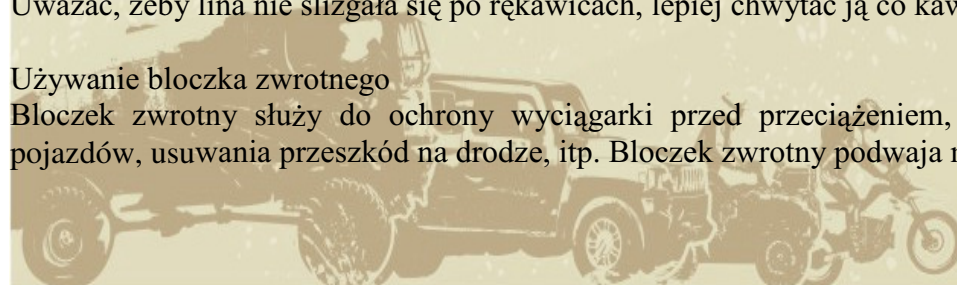 Uważać, żeby lina nie ślizgała się po rękawicach, lepiej chwytać ją co kaw
Używanie bloczka zwrotnego
Bloczek zwrotny służy do ochrony wyciągarki przed przeciążeniem,
pojazdów, usuwania przeszkód na drodze, itp. Bloczek zwrotny podwaja